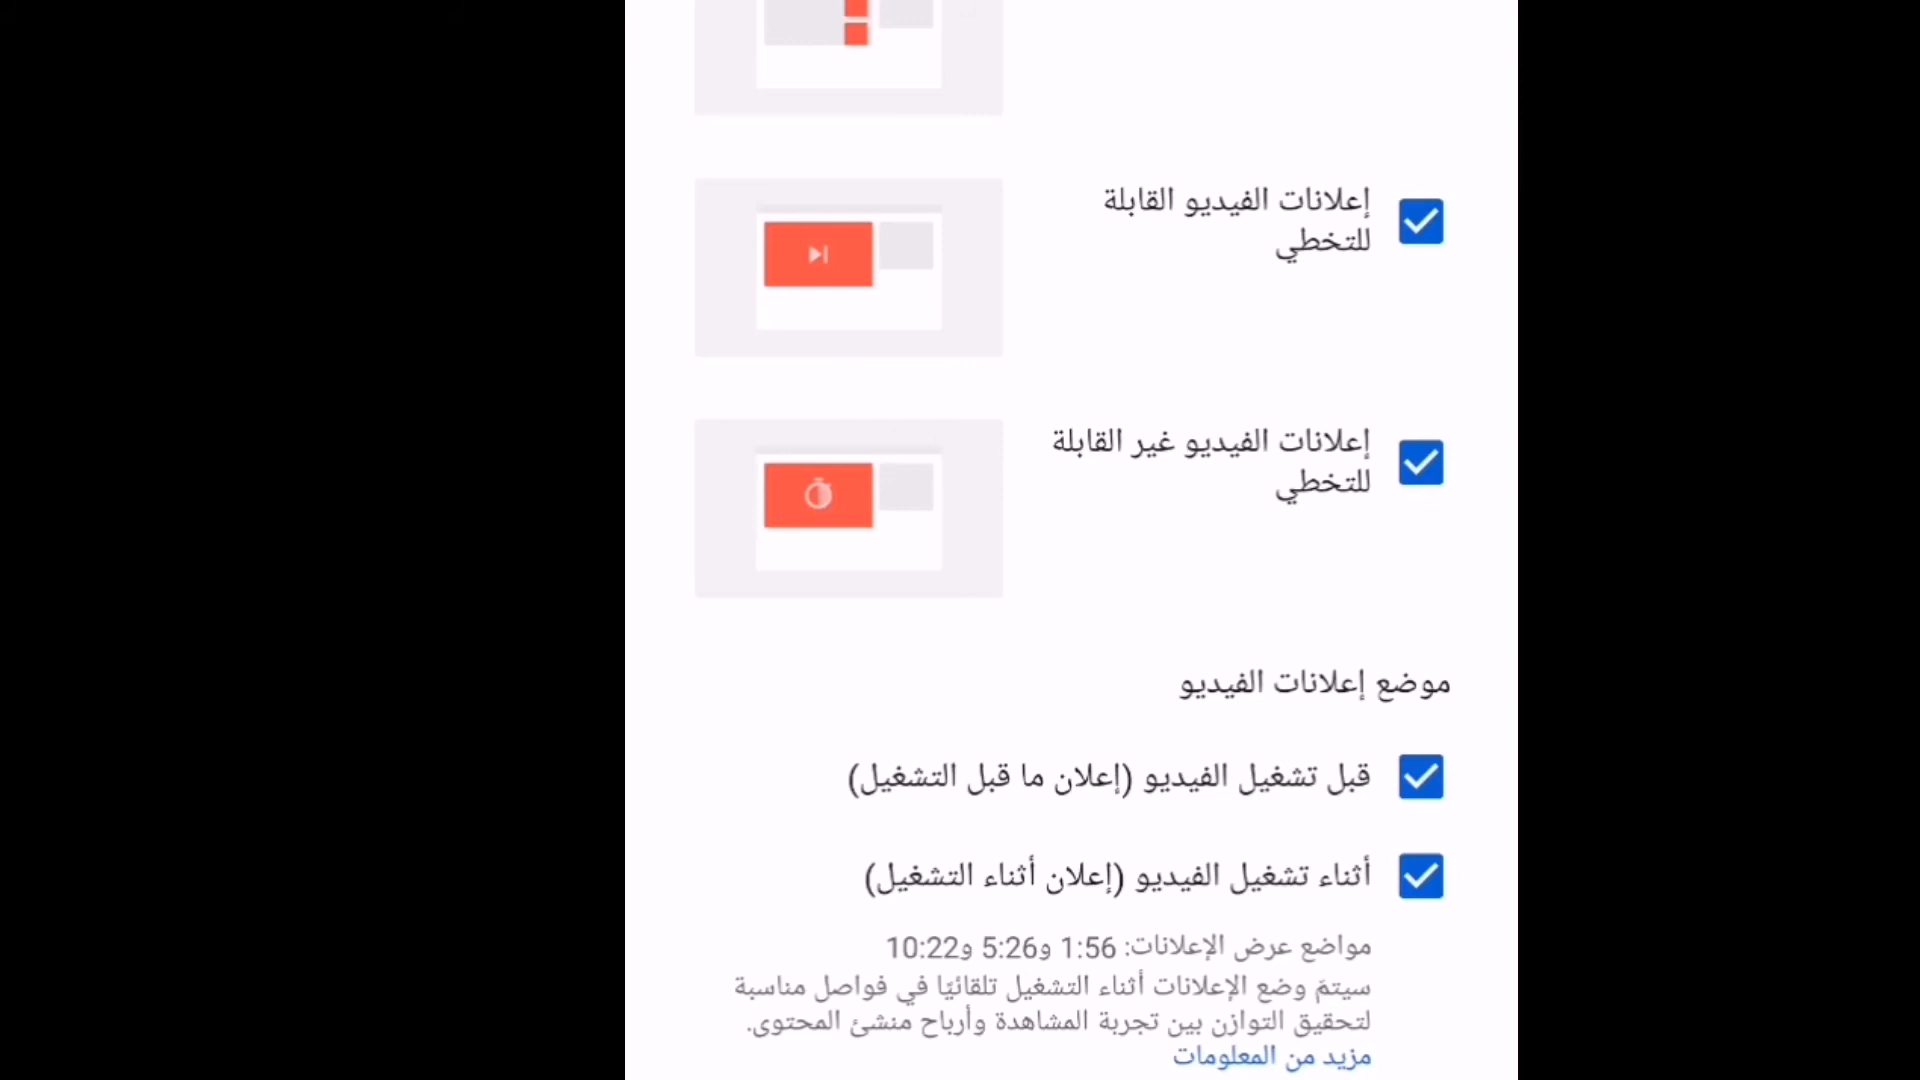 إعلانات الفيديو القابلة
للتخطي
إعلانات الفيديو غير القابلة
للتخطي
موضع إعلانات الفيديو
قبل تشغيل الفيديو (إعلان ما قبل التشغيل)
أثناء تشغيل الفيديو (إعلان أثناء التشغيل)
مواضع عرض الإعلانات: 1:56 و5:26 و10:22
سيتمّ وضع الإعلانات أثناء التشغيل تلقائيًا في فواصل مناسبة
لتحقيق التوازن بين تجربة المشاهدة وأرباح منشئ المحتوى.
مزيد من المعلومات